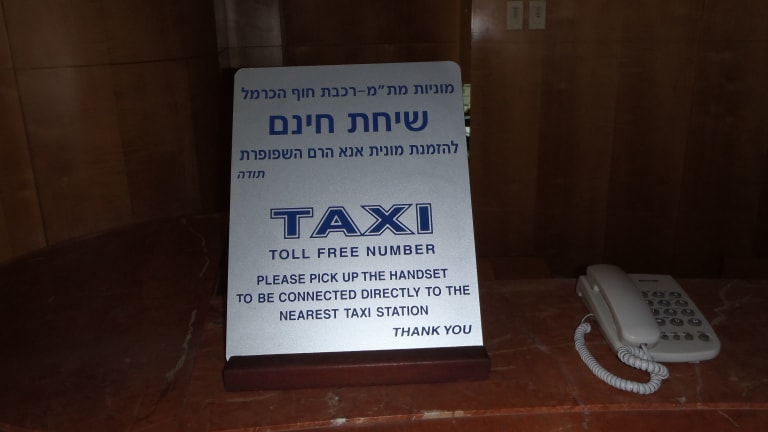 מוניות מת"מ-רכבת חוף הכרמל
שיחת חינם
להזמנת מונית אנא הרם השפופרת
תודה
TAXI
TOLL FREE NUMBER
PLEASE PICK UP THE HANDSET
TO BE CONNECTED DIRECTLY TO THE
NEAREST TAXI STATION
THANK YOU